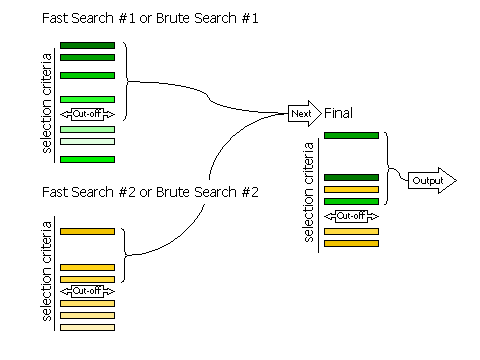 Fast Search #1 or Brute Search #1
selection criteria
Cut-off
Next
Final
selection criteria
Cut-off
Output
Fast Search #2 or Brute Search #2
selection criteria
Cut-off